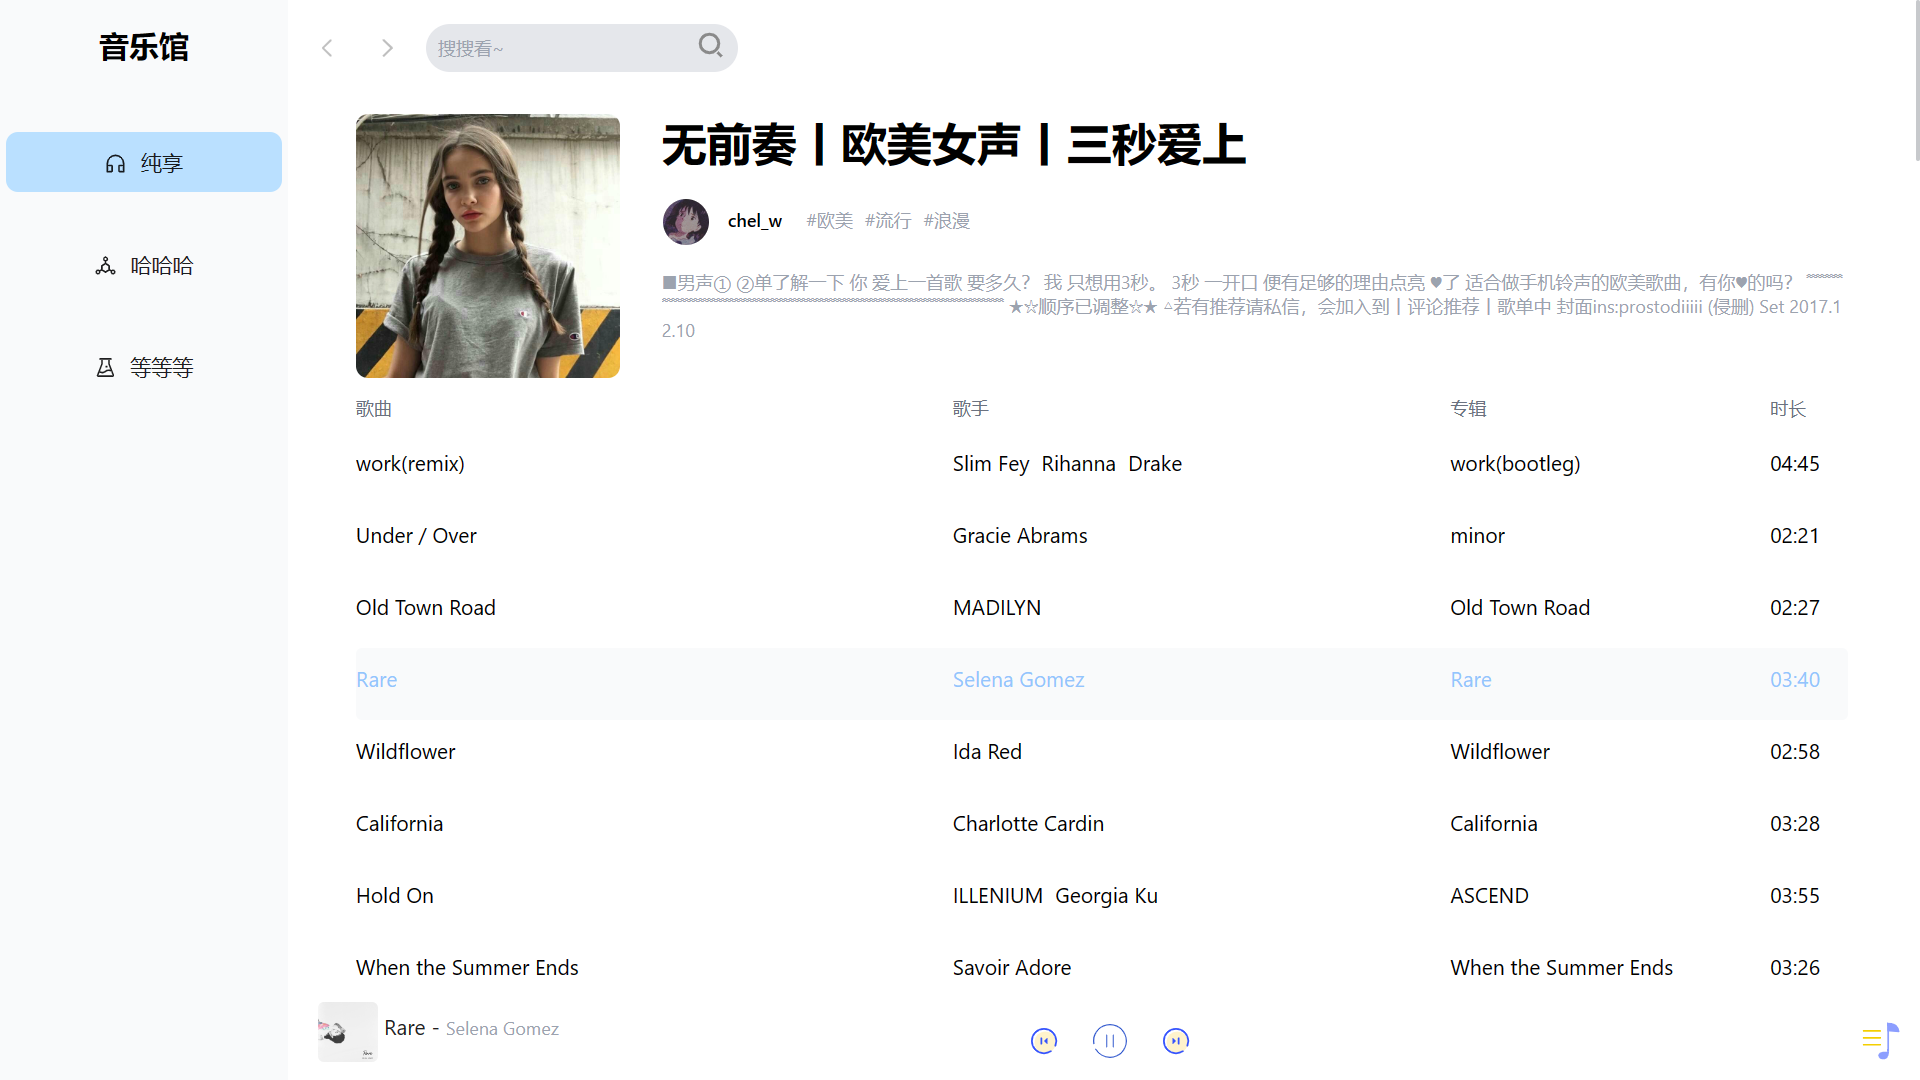 音乐馆
搜搜看~
纯享
哈哈哈
等等等
无前奏丨欧美女声丨三秒爱上
chel_w #欧美 #流行 #浪漫
■男声① ②单了解一下 你 爱上一首歌 要多久？ 我 只想用3秒。 3秒 一开口 便有足够的理由点亮 ♥了 适合做手机铃声的欧美歌曲，有你♥的吗？ ﹌﹌﹌
﹌﹌﹌﹌﹌﹌﹌﹌﹌﹌﹌﹌﹌﹌﹌﹌﹌﹌﹌ ★☆顺序已调整☆★ △若有推荐请私信，会加入到丨评论推荐丨歌单中 封面ins:prostodiiiii (侵删) Set 2017.1
2.10
歌曲 歌手 专辑 时长
work(remix) Slim Fey Rihanna Drake work(bootleg) 04:45
Under / Over Gracie Abrams minor 02:21
Old Town Road MADILYN Old Town Road 02:27
Rare Selena Gomez Rare 03:40
Wildflower Ida Red Wildflower 02:58
California Charlotte Cardin California 03:28
Hold On ILLENIUM Georgia Ku ASCEND 03:55
When the Summer Ends Savoir Adore When the Summer Ends 03:26
Rare - Selena Gomez